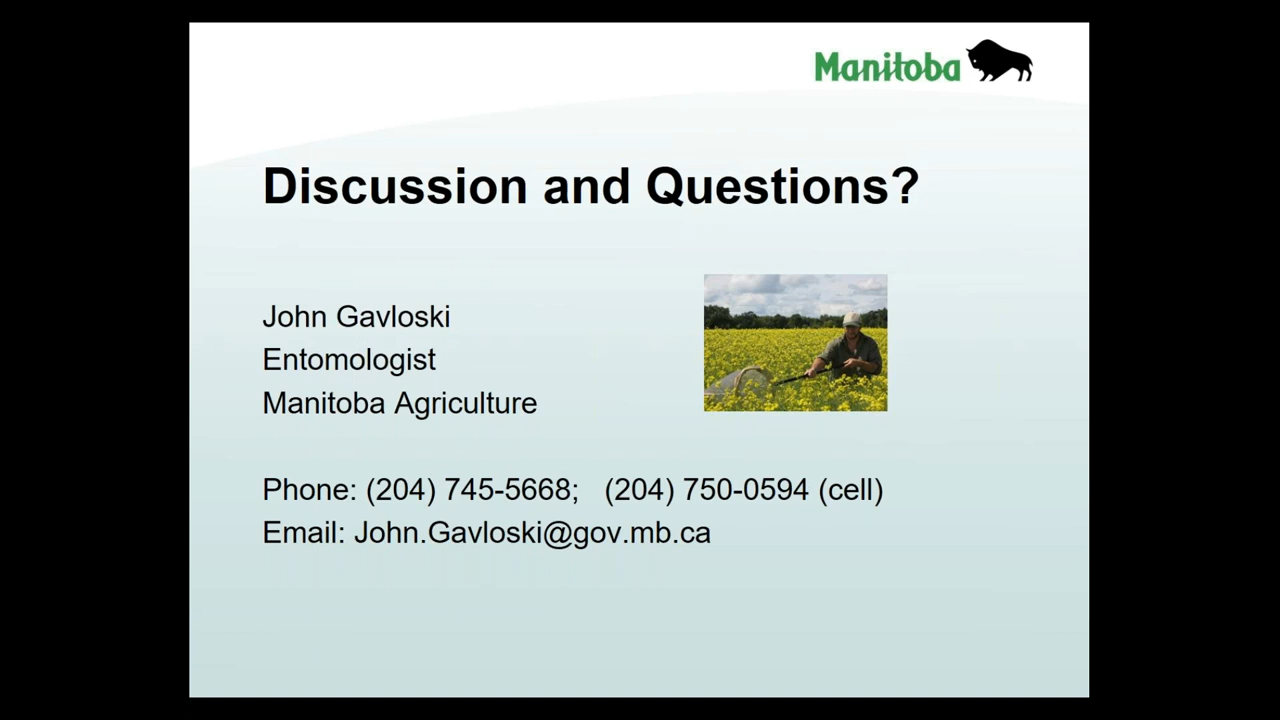 Manitoba
Discussion and Questions?
John Gavloski
Entomologist
Manitoba Agriculture
Phone: (204) 745-5668; (204) 750-0594 (cell)
Email: John.Gavloski@gov.mb.ca